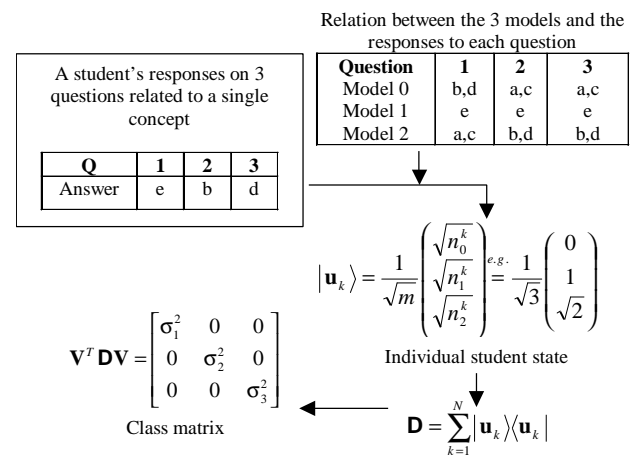 Relation between the 3 models and the
responses to each question
Question 1 2 3
Model 0 b,d a,c a,c
Model 1 e e e
Model 2 a,c b,d b,d
A student's responses on 3
questions related to a single
concept
Q 1 2 3
Answer e b d
|u_k⟩ = 1/√m (√n_0^k √n_1^k √n_2^k) e.g. = 1/√3 (0 1 √2)
Individual student state
V^T DV = [σ_1^2 0 0
0 σ_2^2 0
0 0 σ_3^2]
Class matrix
D = ∑_{k=1}^N |u_k⟩⟨u_k|